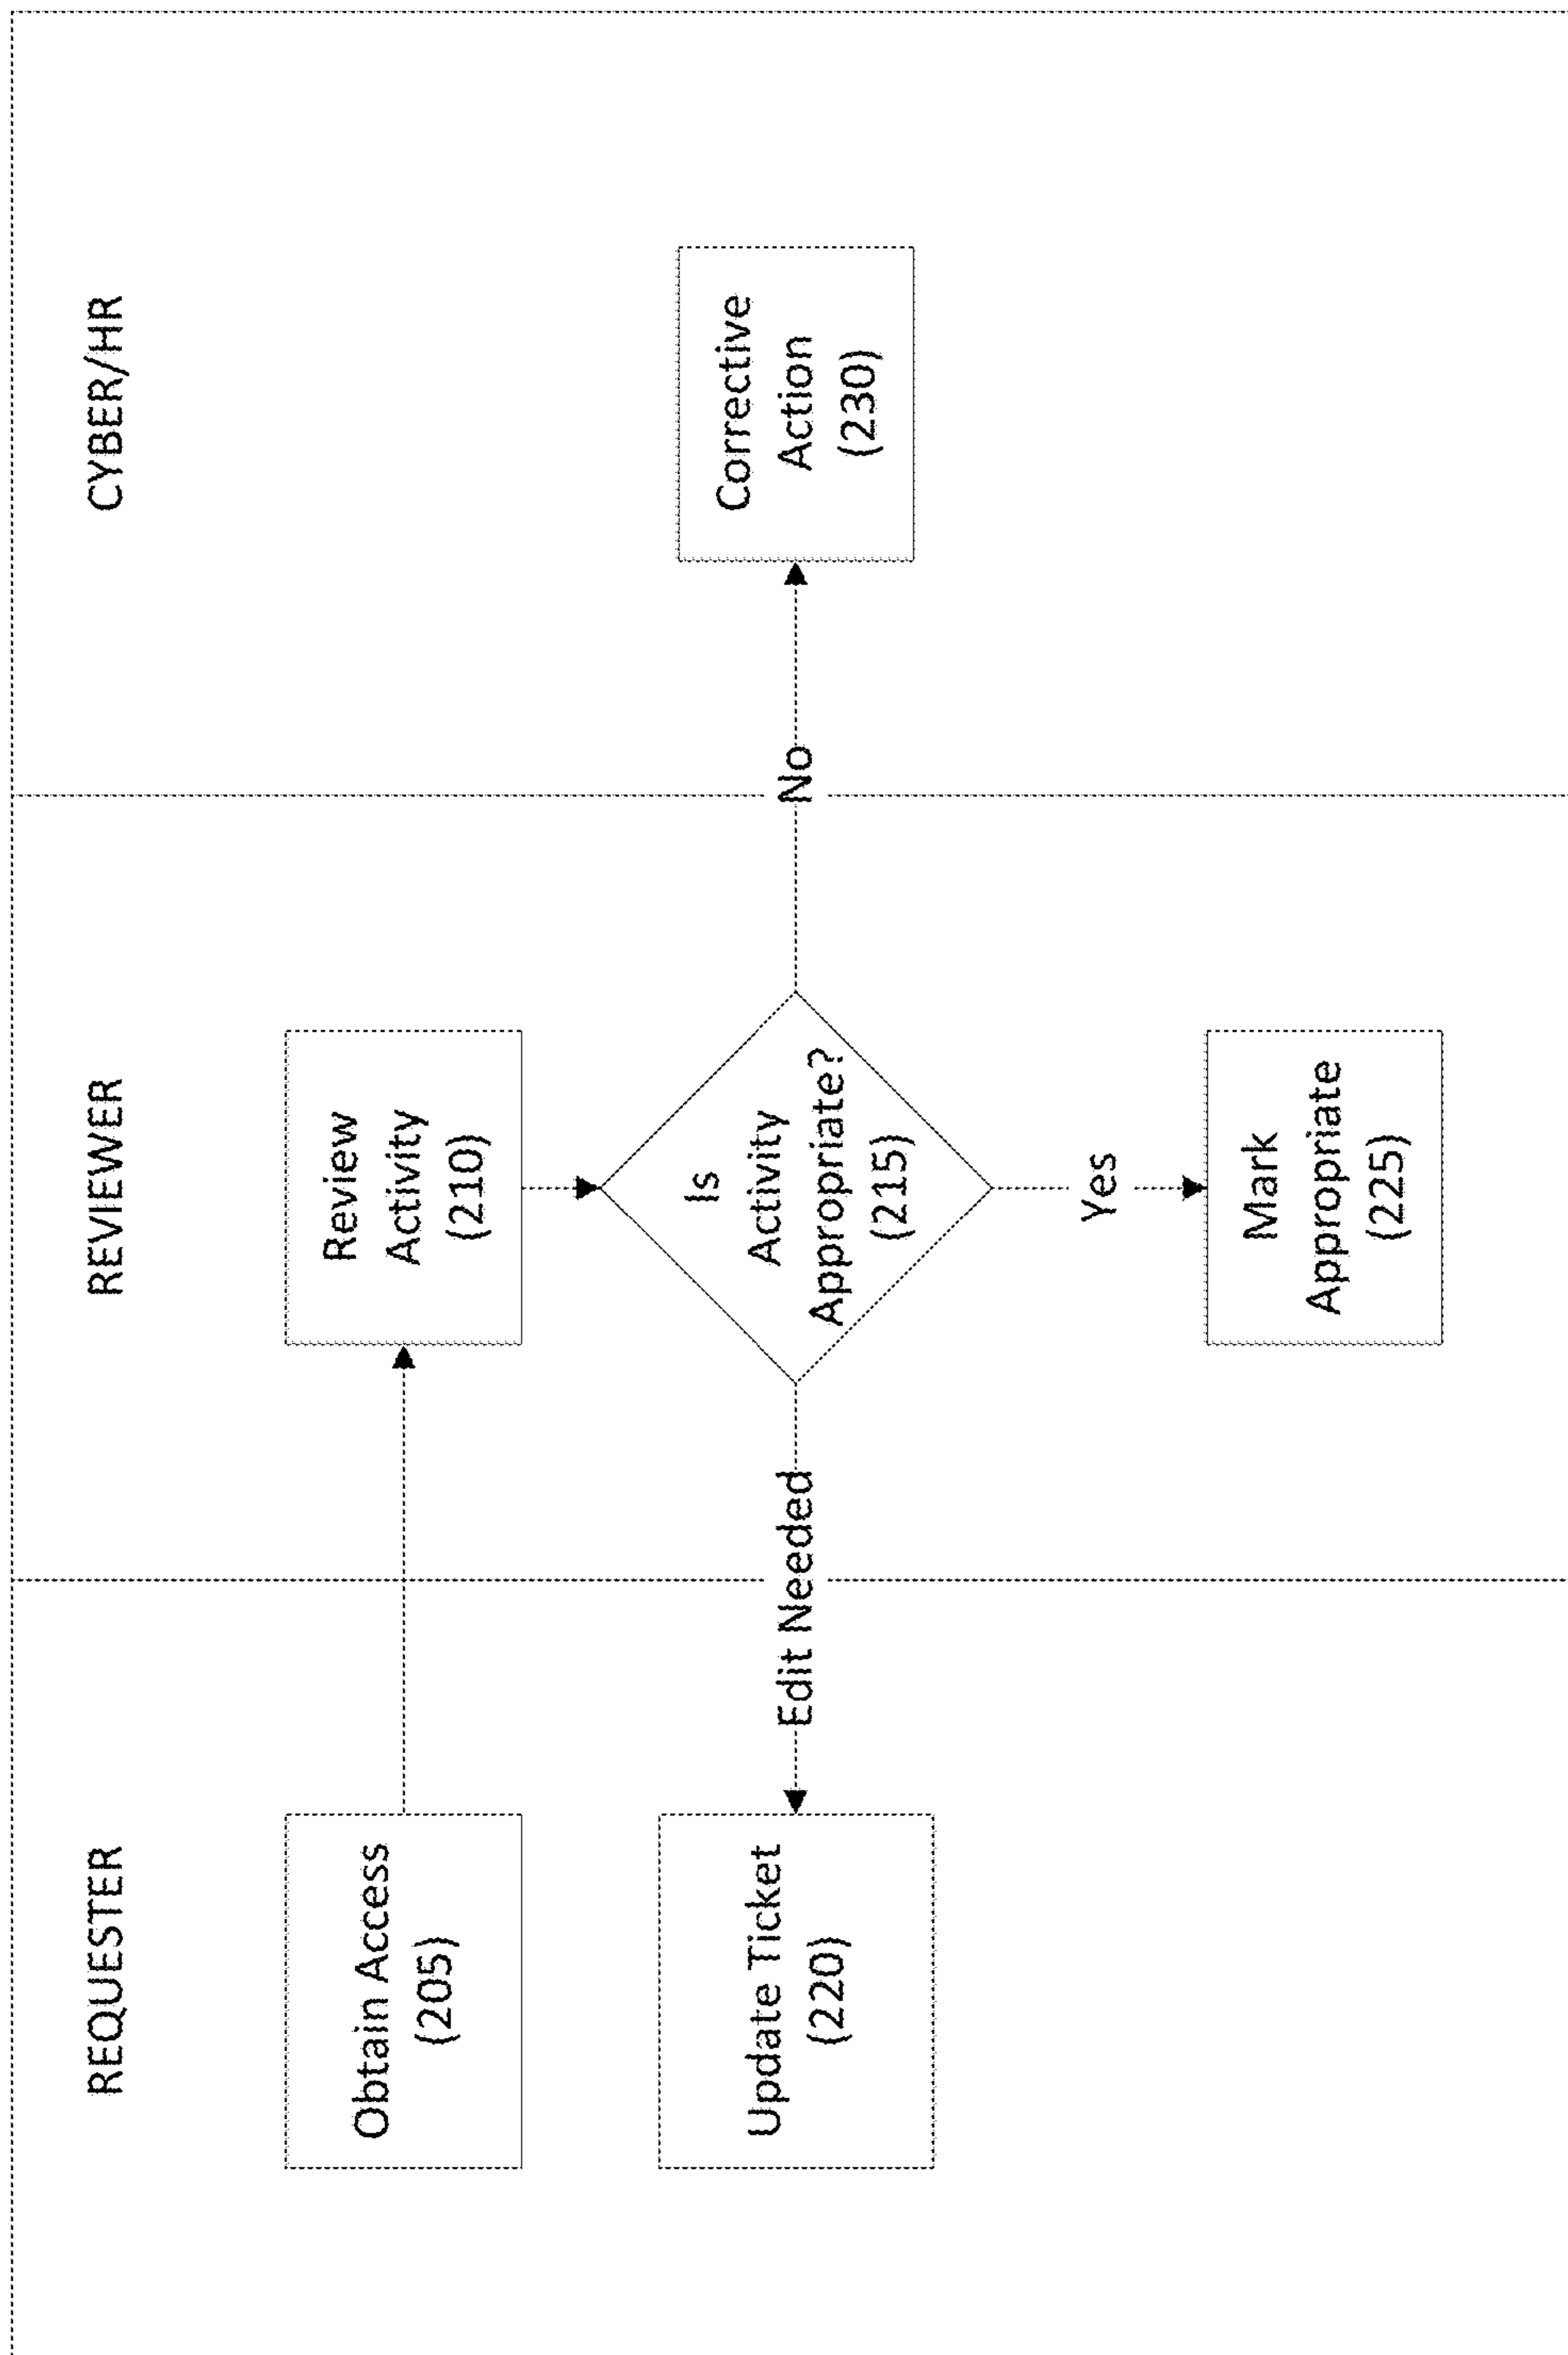 REQUESTER
REVIEWER
CYBER/HR
Obtain Access
(205)
Review
Activity
(210)
Is
Activity
Appropriate?
(215)
Edit Needed
No
Update Ticket
(220)
Corrective
Action
(230)
Yes
Mark
Appropriate
(225)